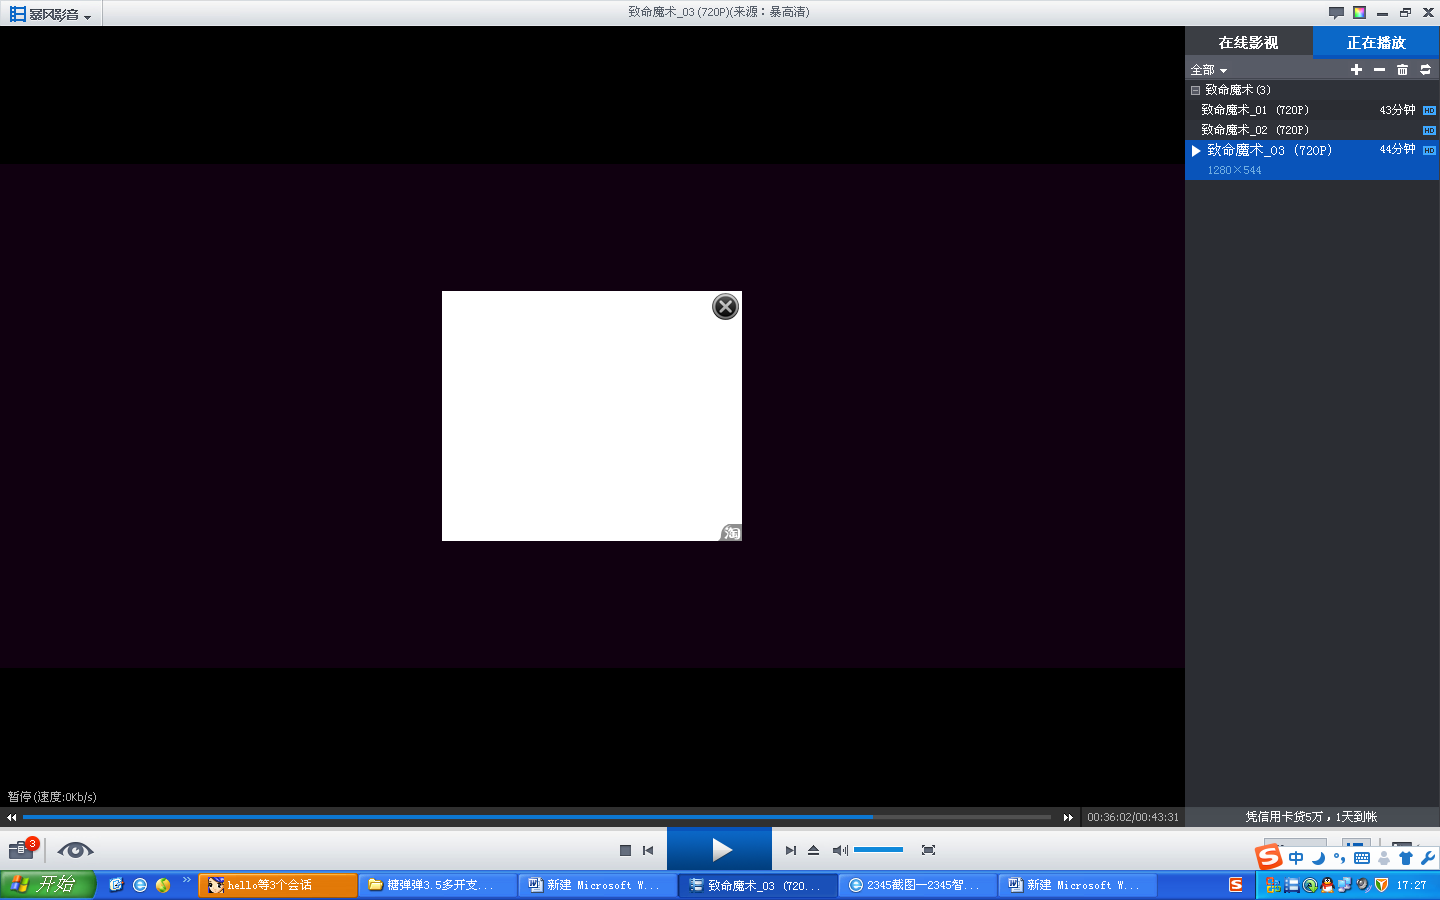 暴风影音
致命魔术_03 (720P)(来源：暴高清)
在线影视
正在播放
全部
致命魔术(3)
致命魔术_01 (720P) 43分钟 HD
致命魔术_02 (720P) HD
致命魔术_03 (720P) 44分钟 HD
1280×544
淘
暂停(速度:0Kb/s)
00:36:02/00:43:31
凭信用卡贷5万，1天到帐
3
中
开始
hello等3个会话
糖弹弹3.5多开支...
新建 Microsoft W...
致命魔术_03 (720...
2345截图—2345智...
新建 Microsoft W...
17:27